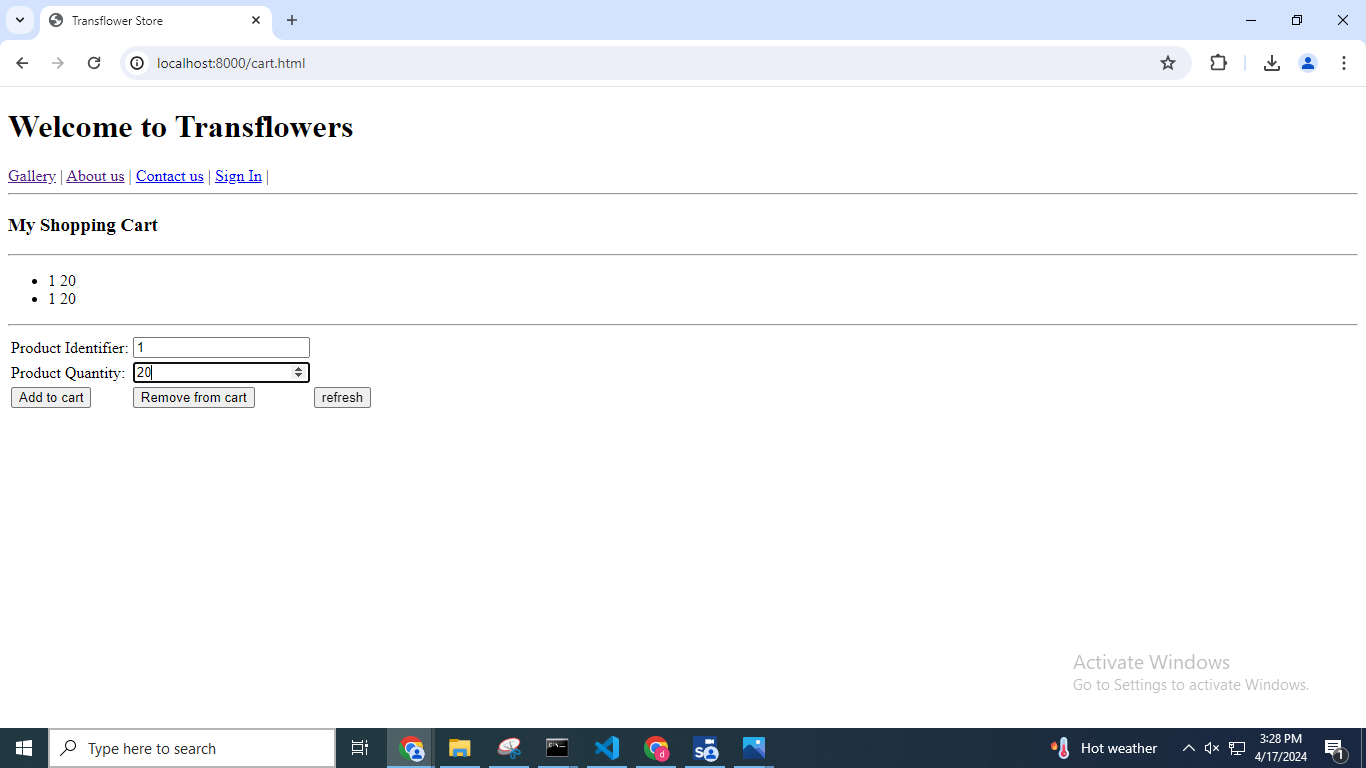 Transflower Store
localhost:8000/cart.html
Welcome to Transflowers
Gallery | About us | Contact us | Sign In |
My Shopping Cart
1 20
1 20
Product Identifier: 1
Product Quantity: 20
Add to cart Remove from cart refresh
Activate Windows
Go to Settings to activate Windows.
Type here to search
Hot weather
3:28 PM
4/17/2024
1